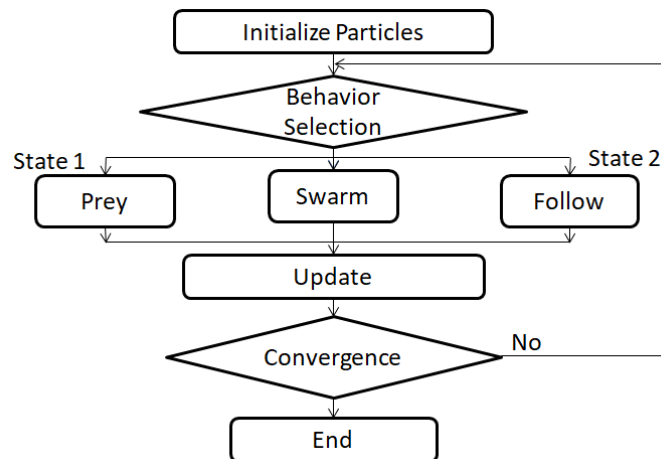 Initialize Particles
Behavior
Selection
State 1
State 2
Prey
Swarm
Follow
Update
Convergence
No
End